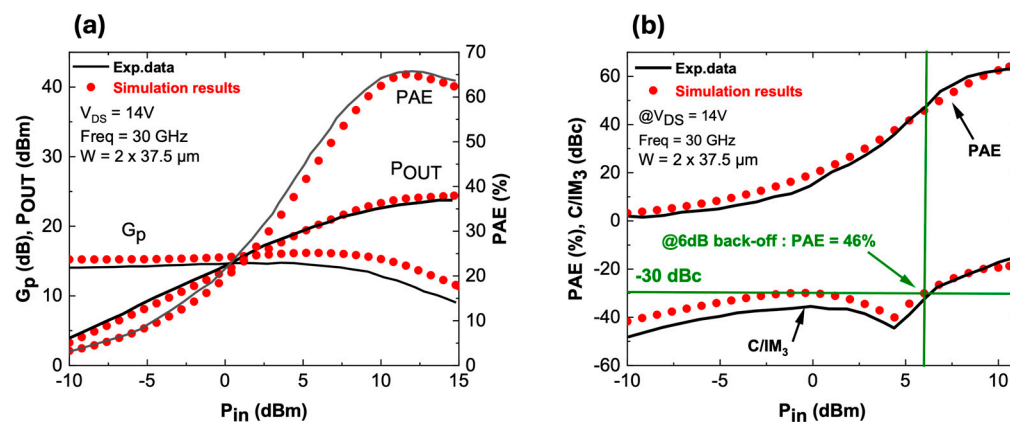 (a)
Exp.data
Simulation results
V_DS = 14V
Freq = 30 GHz
W = 2 x 37.5 µm
PAE
P_OUT
G_p
G_p (dB), P_OUT (dBm)
40
30
20
10
0
PAE (%)
70
60
50
40
30
20
10
0
-10
-5
0
5
10
15
P_in (dBm)
(b)
Exp.data
Simulation results
@V_DS = 14V
Freq = 30 GHz
W = 2 x 37.5 µm
PAE
@6dB back-off : PAE = 46%
-30 dBc
C/IM_3
PAE (%), C/IM_3 (dBc)
60
40
20
0
-20
-40
-60
-10
-5
0
5
10
P_in (dBm)